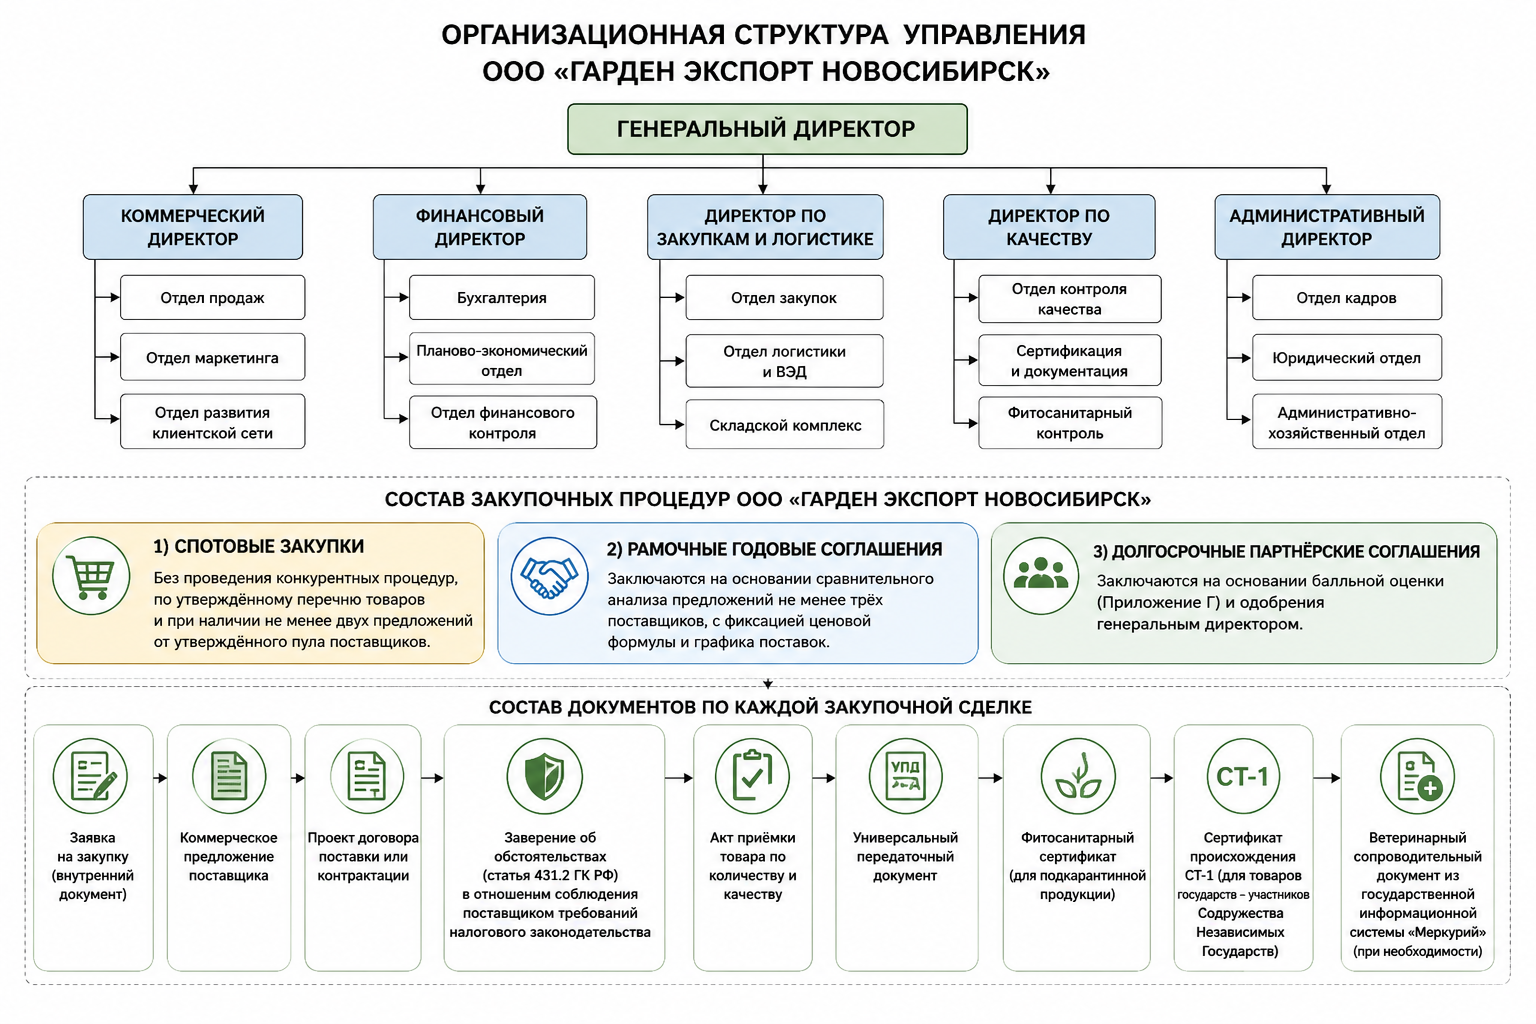 ОРГАНИЗАЦИОННАЯ СТРУКТУРА УПРАВЛЕНИЯ
ООО «ГАРДЕН ЭКСПОРТ НОВОСИБИРСК»
ГЕНЕРАЛЬНЫЙ ДИРЕКТОР
КОММЕРЧЕСКИЙ
ДИРЕКТОР
Отдел продаж
Отдел маркетинга
Отдел развития
клиентской сети
ФИНАНСОВЫЙ
ДИРЕКТОР
Бухгалтерия
Планово-экономический
отдел
Отдел финансового
контроля
ДИРЕКТОР ПО
ЗАКУПКАМ И ЛОГИСТИКЕ
Отдел закупок
Отдел логистики
и ВЭД
Складской комплекс
ДИРЕКТОР ПО
КАЧЕСТВУ
Отдел контроля
качества
Сертификация
и документация
Фитосанитарный
контроль
АДМИНИСТРАТИВНЫЙ
ДИРЕКТОР
Отдел кадров
Юридический отдел
Административно-
хозяйственный отдел
СОСТАВ ЗАКУПОЧНЫХ ПРОЦЕДУР ООО «ГАРДЕН ЭКСПОРТ НОВОСИБИРСК»
1) СПОТОВЫЕ ЗАКУПКИ
Без проведения конкурентных процедур,
по утверждённому перечню товаров
и при наличии не менее двух предложений
от утверждённого пула поставщиков.
2) РАМОЧНЫЕ ГОДОВЫЕ СОГЛАШЕНИЯ
Заключаются на основании сравнительного
анализа предложений не менее трёх
поставщиков, с фиксацией ценовой
формулы и графика поставок.
3) ДОЛГОСРОЧНЫЕ ПАРТНЁРСКИЕ СОГЛАШЕНИЯ
Заключаются на основании балльной оценки
(Приложение Г) и одобрения
генеральным директором.
СОСТАВ ДОКУМЕНТОВ ПО КАЖДОЙ ЗАКУПОЧНОЙ СДЕЛКЕ
Заявка
на закупку
(внутренний
документ)
Коммерческое
предложение
поставщика
Проект договора
поставки или
контрактации
Заверение об
обстоятельствах
(статья 431.2 ГК РФ)
в отношенм соблюдения
поставщиком требований
налогового законодательства
Акт приёмки
товара по
количеству и
качеству
УПД
Универсальный
передаточный
документ
Фитосанитарный
сертификат
(для подкарантинной
продукции)
СТ-1
Сертификат
происхождения
СТ-1 (для товаров
государств – участников
Содружества
Независимых
Государств)
Ветеринарный
сопроводительный
документ из
государственной
информационной
системы «Меркурий»
(при необходимости)